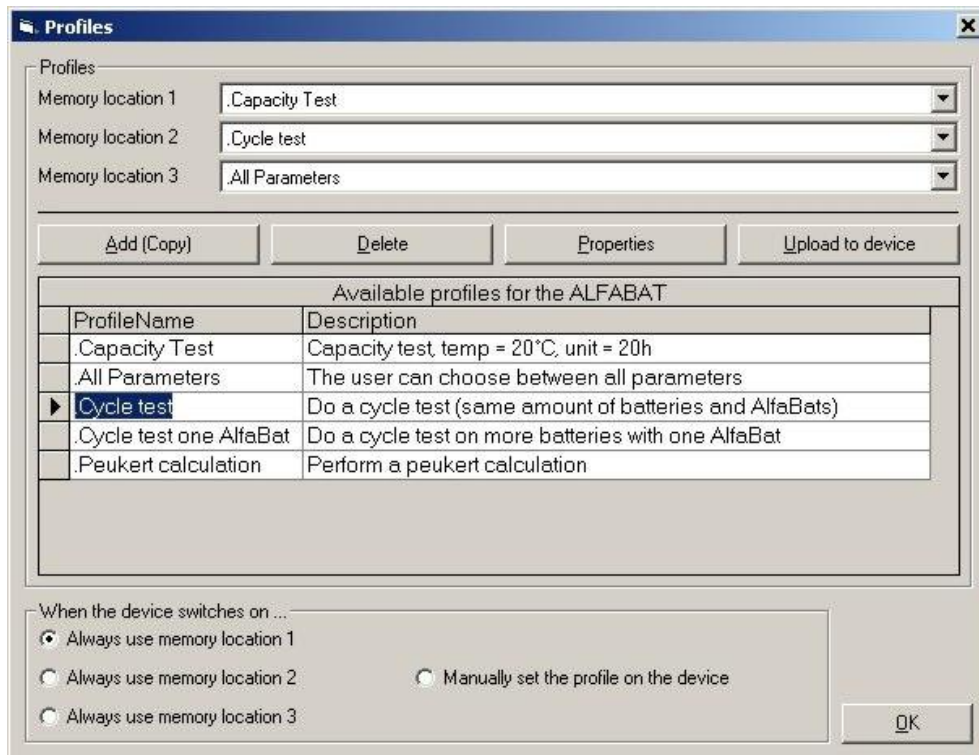 Profiles
Profiles
Memory location 1 .Capacity Test
Memory location 2 .Cycle test
Memory location 3 .All Parameters
Add (Copy) Delete Properties Upload to device
Available profiles for the ALFABAT
ProfileName Description
.Capacity Test Capacity test, temp = 20°C, unit = 20h
.All Parameters The user can choose between all parameters
.Cycle test Do a cycle test (same amount of batteries and AlfaBats)
.Cycle test one AlfaBat Do a cycle test on more batteries with one AlfaBat
.Peukert calculation Perform a peukert calculation
When the device switches on ...
Always use memory location 1
Always use memory location 2 Manually set the profile on the device
Always use memory location 3
OK